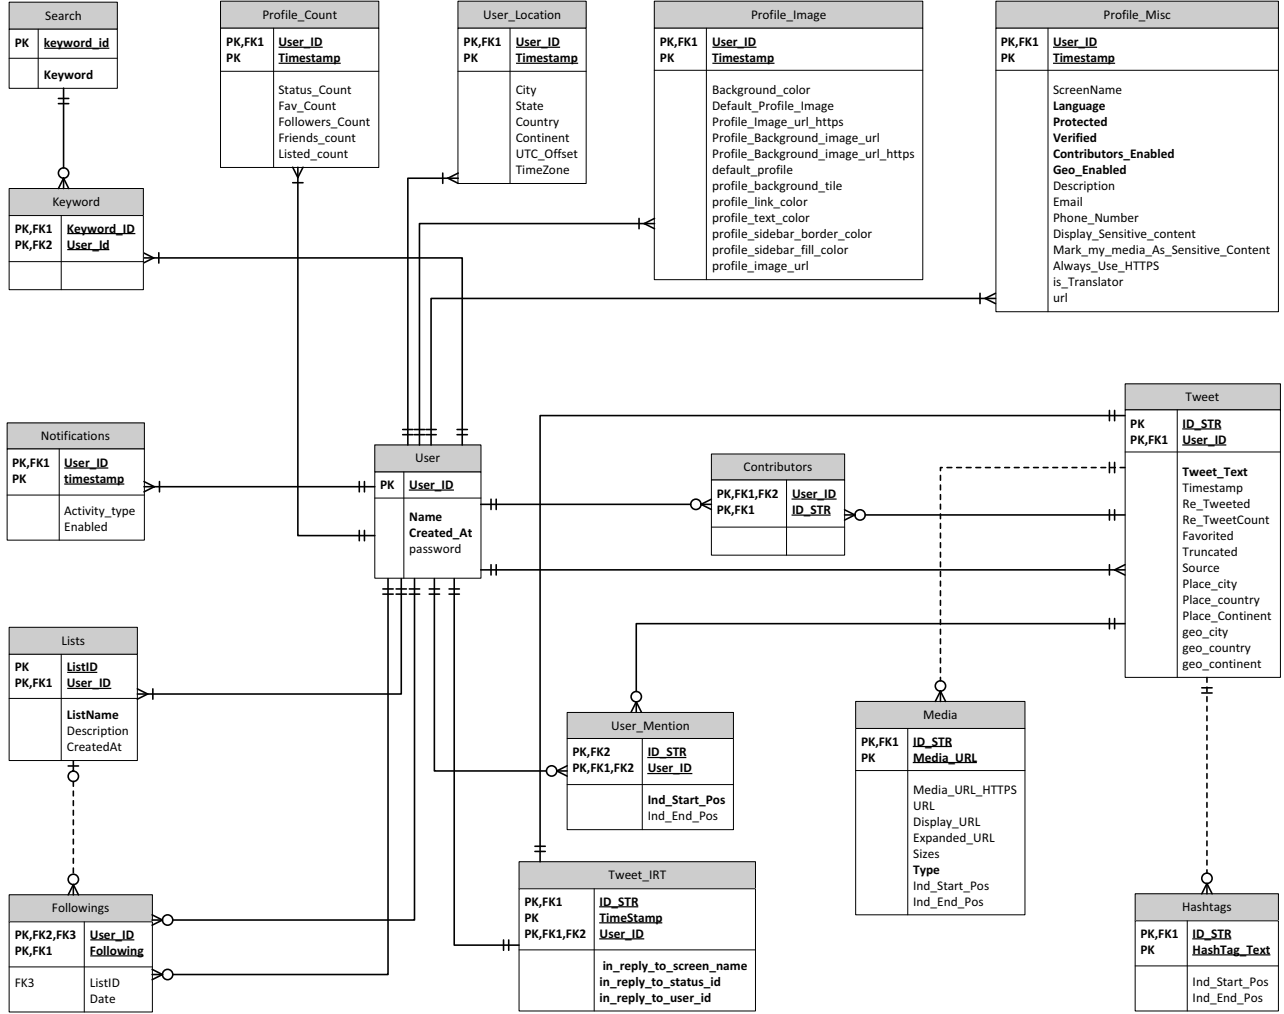 Search
PK keyword_id
Keyword
Profile_Count
PK,FK1 User_ID
PK Timestamp
Status_Count
Fav_Count
Followers_Count
Friends_count
Listed_count
User_Location
PK,FK1 User_ID
PK Timestamp
City
State
Country
Continent
UTC_Offset
TimeZone
Profile_Image
PK,FK1 User_ID
PK Timestamp
Background_color
Default_Profile_Image
Profile_Image_url_https
Profile_Background_image_url
Profile_Background_image_url_https
default_profile
profile_background_tile
profile_link_color
profile_text_color
profile_sidebar_border_color
profile_sidebar_fill_color
profile_image_url
Profile_Misc
PK,FK1 User_ID
PK Timestamp
ScreenName
Language
Protected
Verified
Contributors_Enabled
Geo_Enabled
Description
Email
Phone_Number
Display_Sensitive_content
Mark_my_media_As_Sensitive_Content
Always_Use_HTTPS
is_Translator
url
Keyword
PK,FK1 Keyword_ID
PK,FK2 User_Id
Notifications
PK,FK1 User_ID
PK timestamp
Activity_type
Enabled
User
PK User_ID
Name
Created_At
password
Contributors
PK,FK1,FK2 User_ID
PK,FK1 ID_STR
Tweet
PK ID_STR
PK,FK1 User_ID
Tweet_Text
Timestamp
Re_Tweeted
Re_TweetCount
Favorited
Truncated
Source
Place_city
Place_country
Place_Continent
geo_city
geo_country
geo_continent
Lists
PK ListID
PK,FK1 User_ID
ListName
Description
CreatedAt
User_Mention
PK,FK2 ID_STR
PK,FK1,FK2 User_ID
Ind_Start_Pos
Ind_End_Pos
Media
PK,FK1 ID_STR
PK Media_URL
Media_URL_HTTPS
URL
Display_URL
Expanded_URL
Sizes
Type
Ind_Start_Pos
Ind_End_Pos
Followings
PK,FK2,FK3 User_ID
PK,FK1 Following
FK3 ListID
Date
Tweet_IRT
PK,FK1 ID_STR
PK TimeStamp
PK,FK1,FK2 User_ID
in_reply_to_screen_name
in_reply_to_status_id
in_reply_to_user_id
Hashtags
PK,FK1 ID_STR
PK HashTag_Text
Ind_Start_Pos
Ind_End_Pos